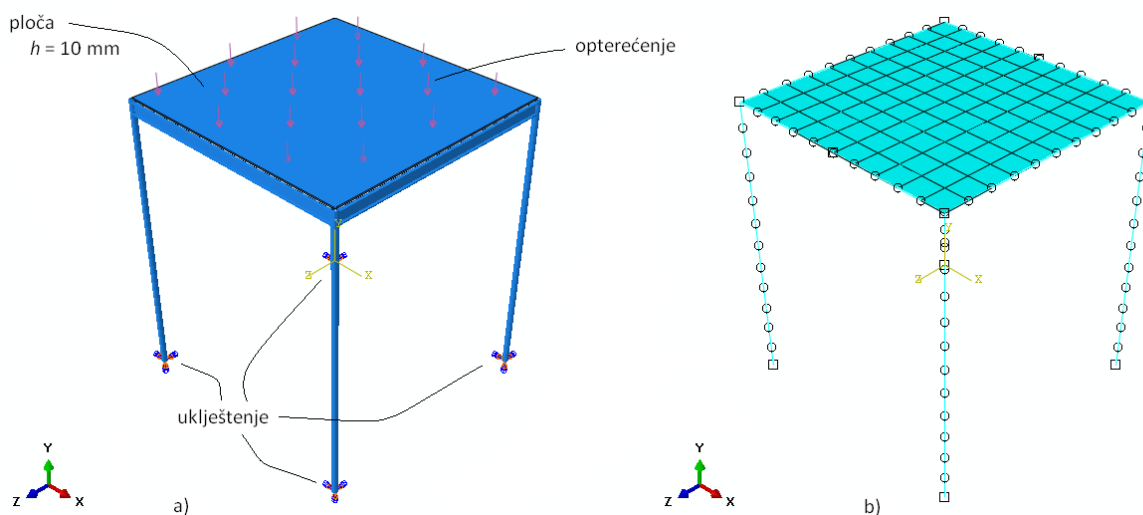 ploča
h = 10 mm
opterećenje
Y
Z
X
uklještenje
Y
Z
X
a)
Y
Z
X
Y
Z
X
b)